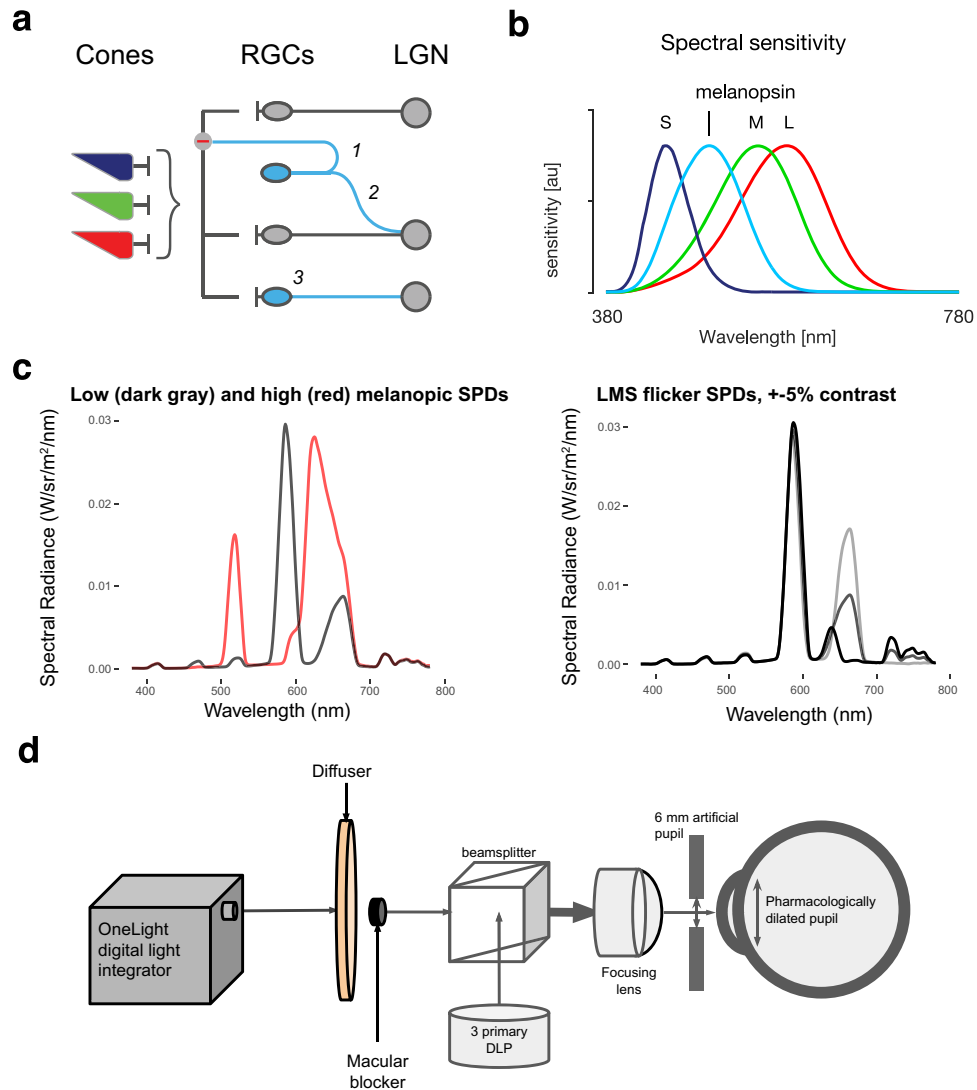 a
Cones
RGCs
LGN
1
2
3
b
Spectral sensitivity
melanopsin
S
M
L
sensitivity [au]
380
780
Wavelength [nm]
c
Low (dark gray) and high (red) melanopic SPDs
Spectral Radiance (W/sr/m²/nm)
0.03
0.02
0.01
0.00
400
500
600
700
800
Wavelength (nm)
LMS flicker SPDs, +-5% contrast
Spectral Radiance (W/sr/m²/nm)
0.03
0.02
0.01
0.00
400
500
600
700
800
Wavelength (nm)
d
Diffuser
OneLight
digital light
integrator
Macular
blocker
beamsplitter
3 primary
DLP
Focusing
lens
6 mm artificial
pupil
Pharmacologically
dilated pupil